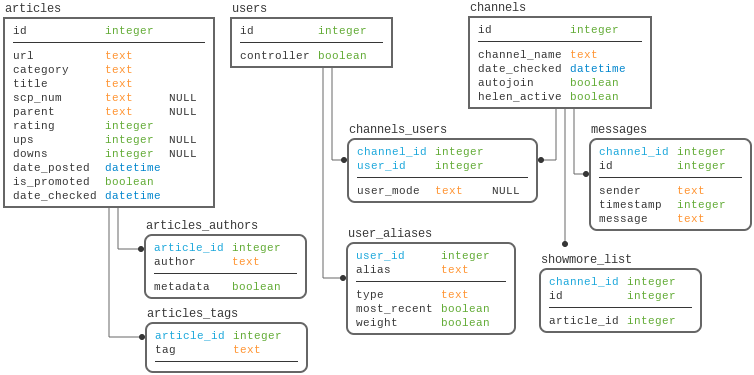 articles
id integer
url text
category text
title text
scp_num text NULL
parent text NULL
rating integer
ups integer NULL
downs integer NULL
date_posted datetime
is_promoted boolean
date_checked datetime
users
id integer
controller boolean
channels
id integer
channel_name text
date_checked datetime
autojoin boolean
helen_active boolean
channels_users
channel_id integer
user_id integer
user_mode text NULL
messages
channel_id integer
id integer
sender text
timestamp integer
message text
articles_authors
article_id integer
author text
metadata boolean
user_aliases
user_id integer
alias text
type text
most_recent boolean
weight boolean
showmore_list
channel_id integer
id integer
article_id integer
articles_tags
article_id integer
tag text